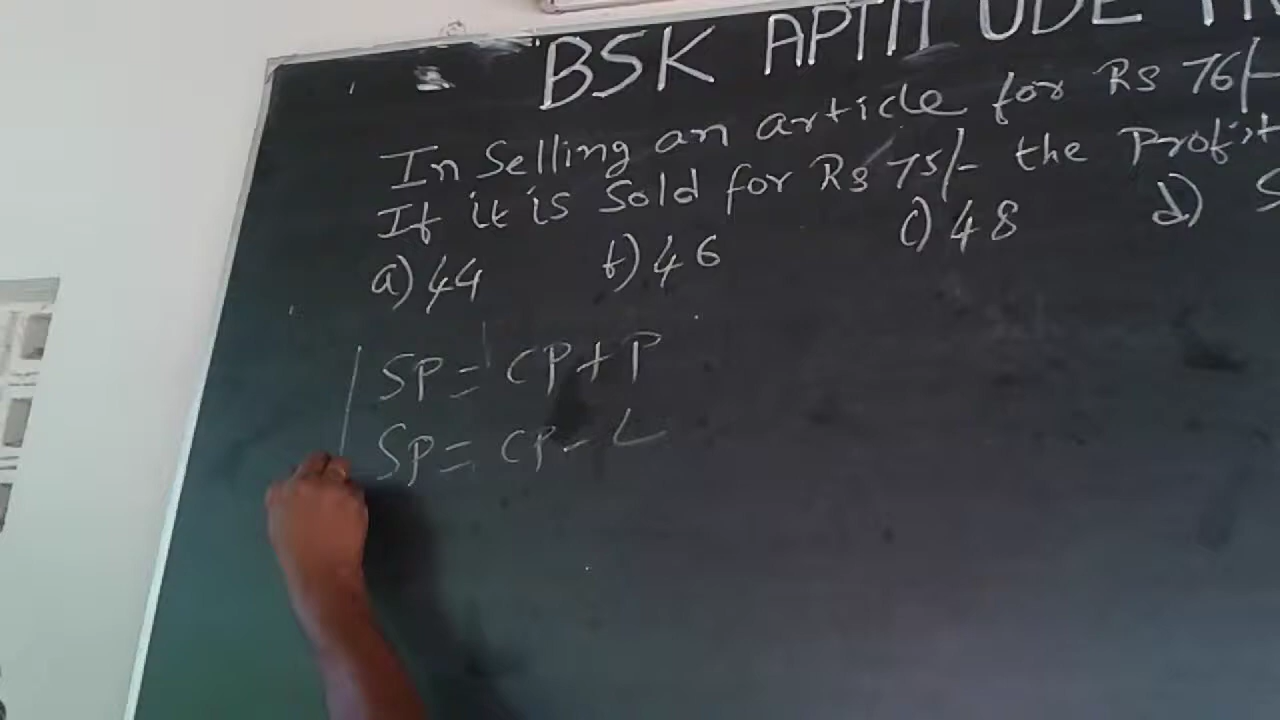 BSK APTITUDE
In Selling an article for Rs 76/-
If it is Sold for Rs 75/- the Profit
a) 44 b) 46 c) 48 d)
SP = CP + P
SP = CP - L